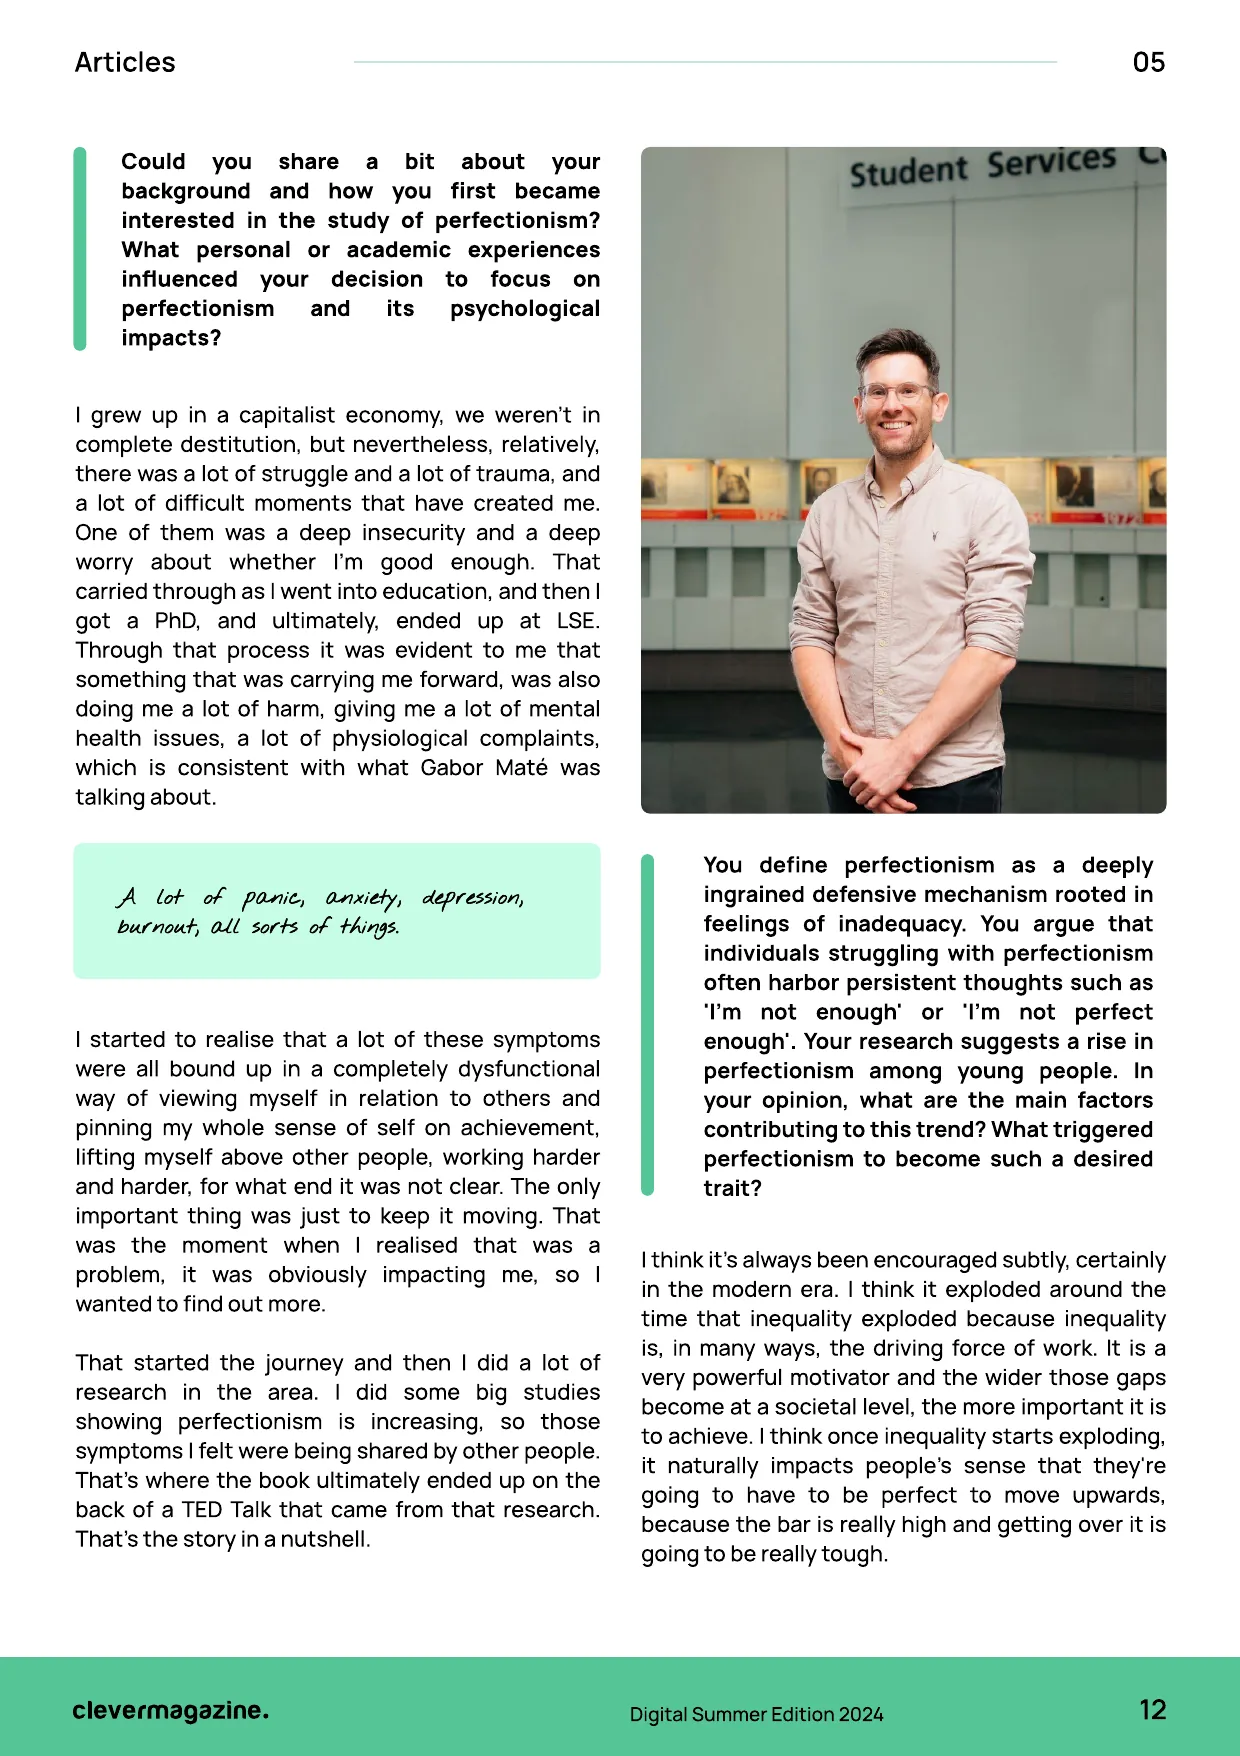 Articles
05
Could you share a bit about your
background and how you first became
interested in the study of perfectionism?
What personal or academic experiences
influenced your decision to focus on
perfectionism and its psychological
impacts?
I grew up in a capitalist economy, we weren't in
complete destitution, but nevertheless, relatively,
there was a lot of struggle and a lot of trauma, and
a lot of difficult moments that have created me.
One of them was a deep insecurity and a deep
worry about whether I'm good enough. That
carried through as I went into education, and then I
got a PhD, and ultimately, ended up at LSE.
Through that process it was evident to me that
something that was carrying me forward, was also
doing me a lot of harm, giving me a lot of mental
health issues, a lot of physiological complaints,
which is consistent with what Gabor Maté was
talking about.
A lot of panic, anxiety, depression,
burnout, all sorts of things.
I started to realise that a lot of these symptoms
were all bound up in a completely dysfunctional
way of viewing myself in relation to others and
pinning my whole sense of self on achievement,
lifting myself above other people, working harder
and harder, for what end it was not clear. The only
important thing was just to keep it moving. That
was the moment when I realised that was a
problem, it was obviously impacting me, so I
wanted to find out more.
That started the journey and then I did a lot of
research in the area. I did some big studies
showing perfectionism is increasing, so those
symptoms I felt were being shared by other people.
That's where the book ultimately ended up on the
back of a TED Talk that came from that research.
That's the story in a nutshell.
Student Services
1972
You define perfectionism as a deeply
ingrained defensive mechanism rooted in
feelings of inadequacy. You argue that
individuals struggling with perfectionism
often harbor persistent thoughts such as
'I'm not enough' or 'I'm not perfect
enough'. Your research suggests a rise in
perfectionism among young people. In
your opinion, what are the main factors
contributing to this trend? What triggered
perfectionism to become such a desired
trait?
I think it's always been encouraged subtly, certainly
in the modern era. I think it exploded around the
time that inequality exploded because inequality
is, in many ways, the driving force of work. It is a
very powerful motivator and the wider those gaps
become at a societal level, the more important it is
to achieve. I think once inequality starts exploding,
it naturally impacts people's sense that they're
going to have to be perfect to move upwards,
because the bar is really high and getting over it is
going to be really tough.
clevermagazine.
Digital Summer Edition 2024
12